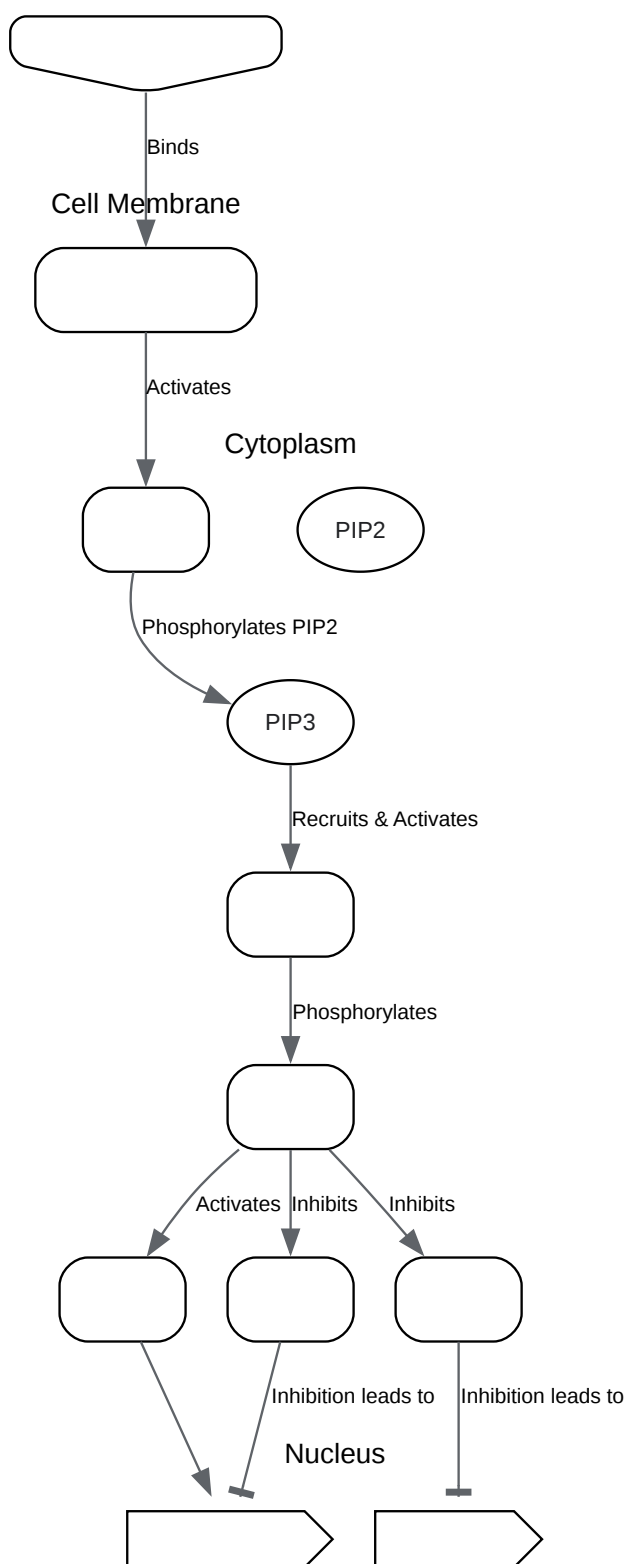 Binds
Cell Membrane
Activates
Cytoplasm
PIP2
Phosphorylates PIP2
PIP3
Recruits & Activates
Phosphorylates
Activates
Inhibits
Inhibits
Inhibition leads to
Inhibition leads to
Nucleus